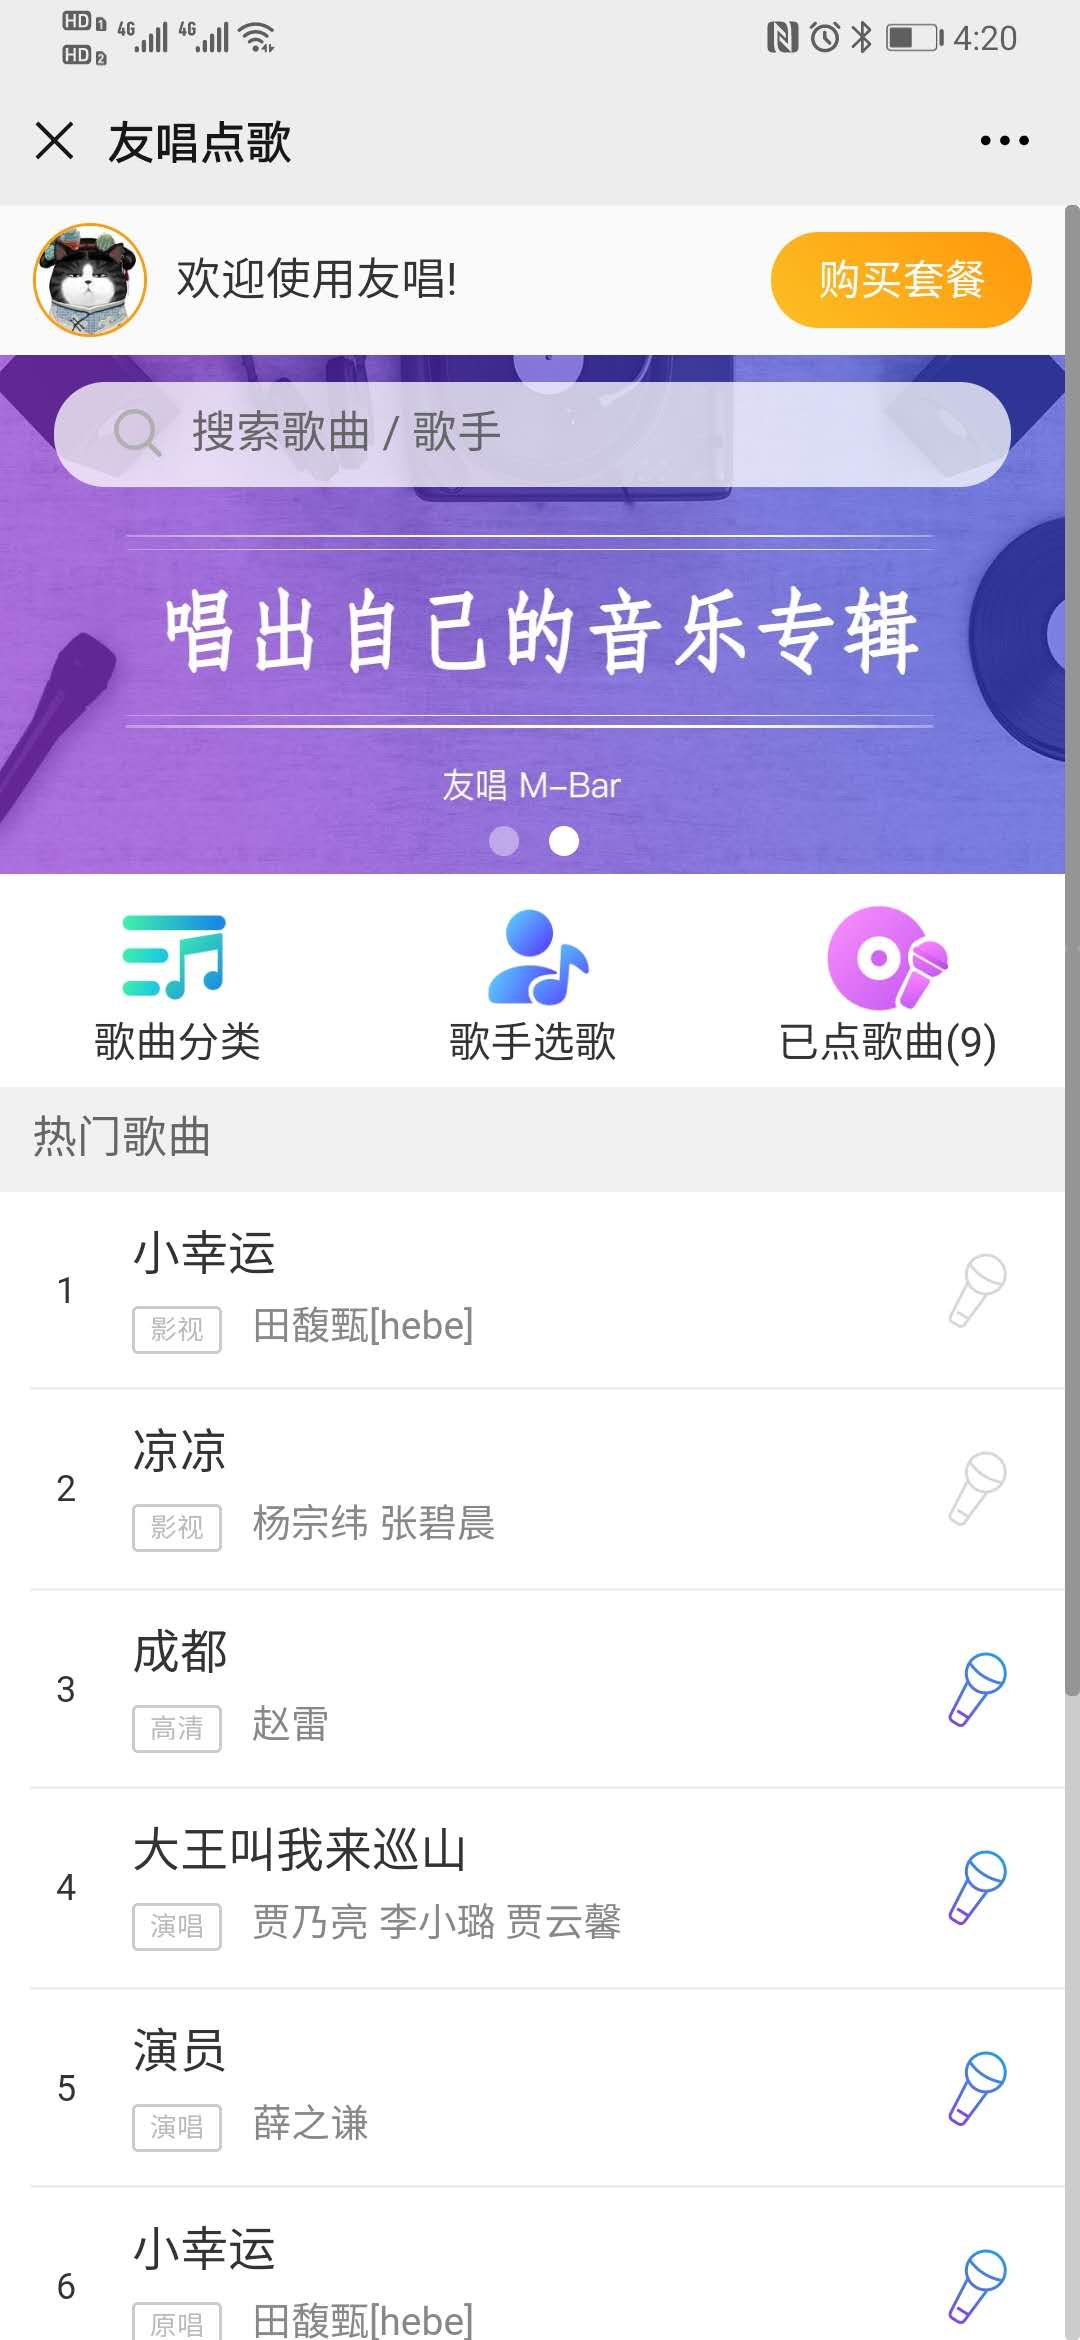 HD 1 4G 4G 4:20
HD 2
友唱点歌
欢迎使用友唱!
购买套餐
搜索歌曲 / 歌手
唱出自己的音乐专辑
友唱 M-Bar
歌曲分类 歌手选歌 已点歌曲(9)
热门歌曲
1 小幸运
影视 田馥甄[hebe]
2 凉凉
影视 杨宗纬 张碧晨
3 成都
高清 赵雷
4 大王叫我来巡山
演唱 贾乃亮 李小璐 贾云馨
5 演员
演唱 薛之谦
6 小幸运
原唱 田馥甄[hebe]